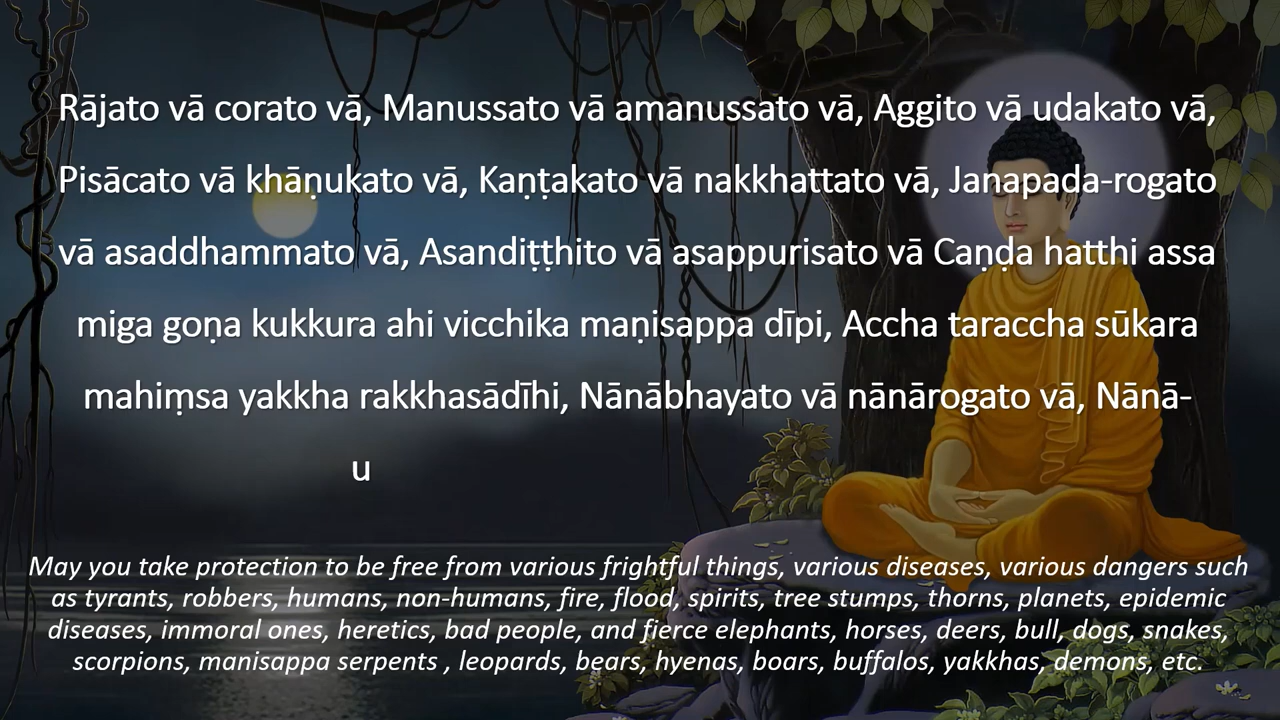 Rājato vā corato vā, Manussato vā amanussato vā, Aggito vā udakato vā,
Pisācato vā khāṇukato vā, Kaṇṭakato vā nakkhattato vā, Janapada-rogato
vā asaddhammato vā, Asandiṭṭhito vā asappurisato vā Caṇḍa hatthi assa
miga goṇa kukkura ahi vicchika maṇisappa dīpi, Accha taraccha sūkara
mahiṃsa yakkha rakkhasādīhi, Nānābhayato vā nānārogato vā, Nānā-
u
May you take protection to be free from various frightful things, various diseases, various dangers such
as tyrants, robbers, humans, non-humans, fire, flood, spirits, tree stumps, thorns, planets, epidemic
diseases, immoral ones, heretics, bad people, and fierce elephants, horses, deers, bull, dogs, snakes,
scorpions, manisappa serpents , leopards, bears, hyenas, boars, buffalos, yakkhas, demons, etc.